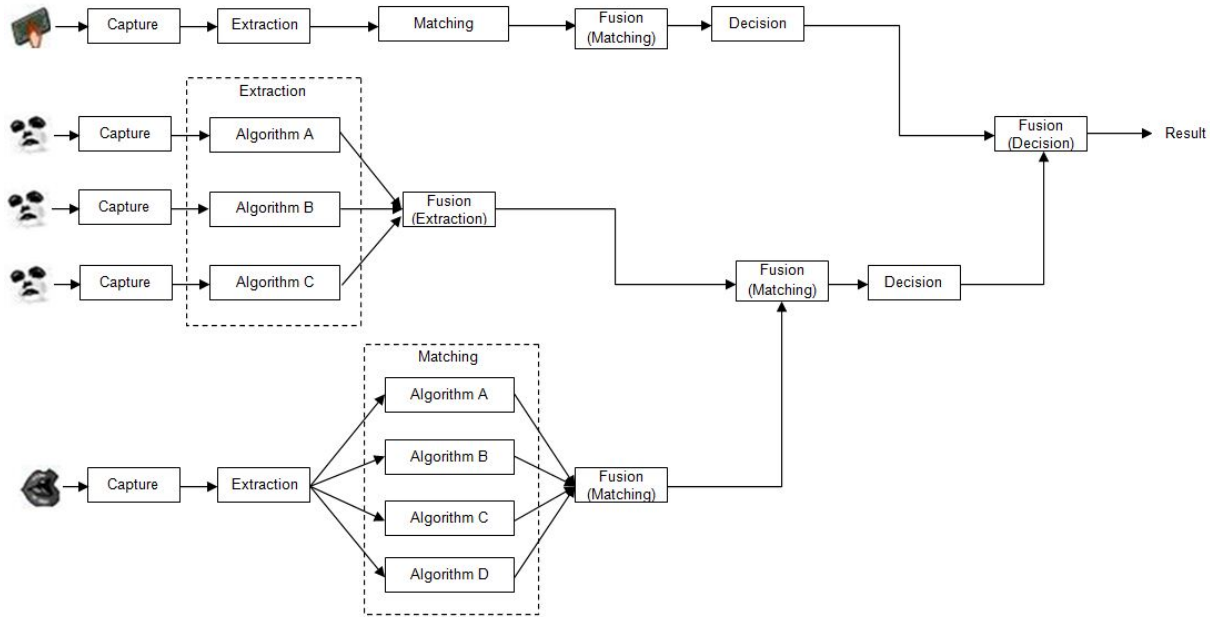 Capture
Extraction
Matching
Fusion
(Matching)
Decision
Extraction
Capture
Algorithm A
Fusion
(Decision)
Result
Capture
Algorithm B
Fusion
(Extraction)
Capture
Algorithm C
Fusion
(Matching)
Decision
Matching
Algorithm A
Algorithm B
Capture
Extraction
Fusion
(Matching)
Algorithm C
Algorithm D